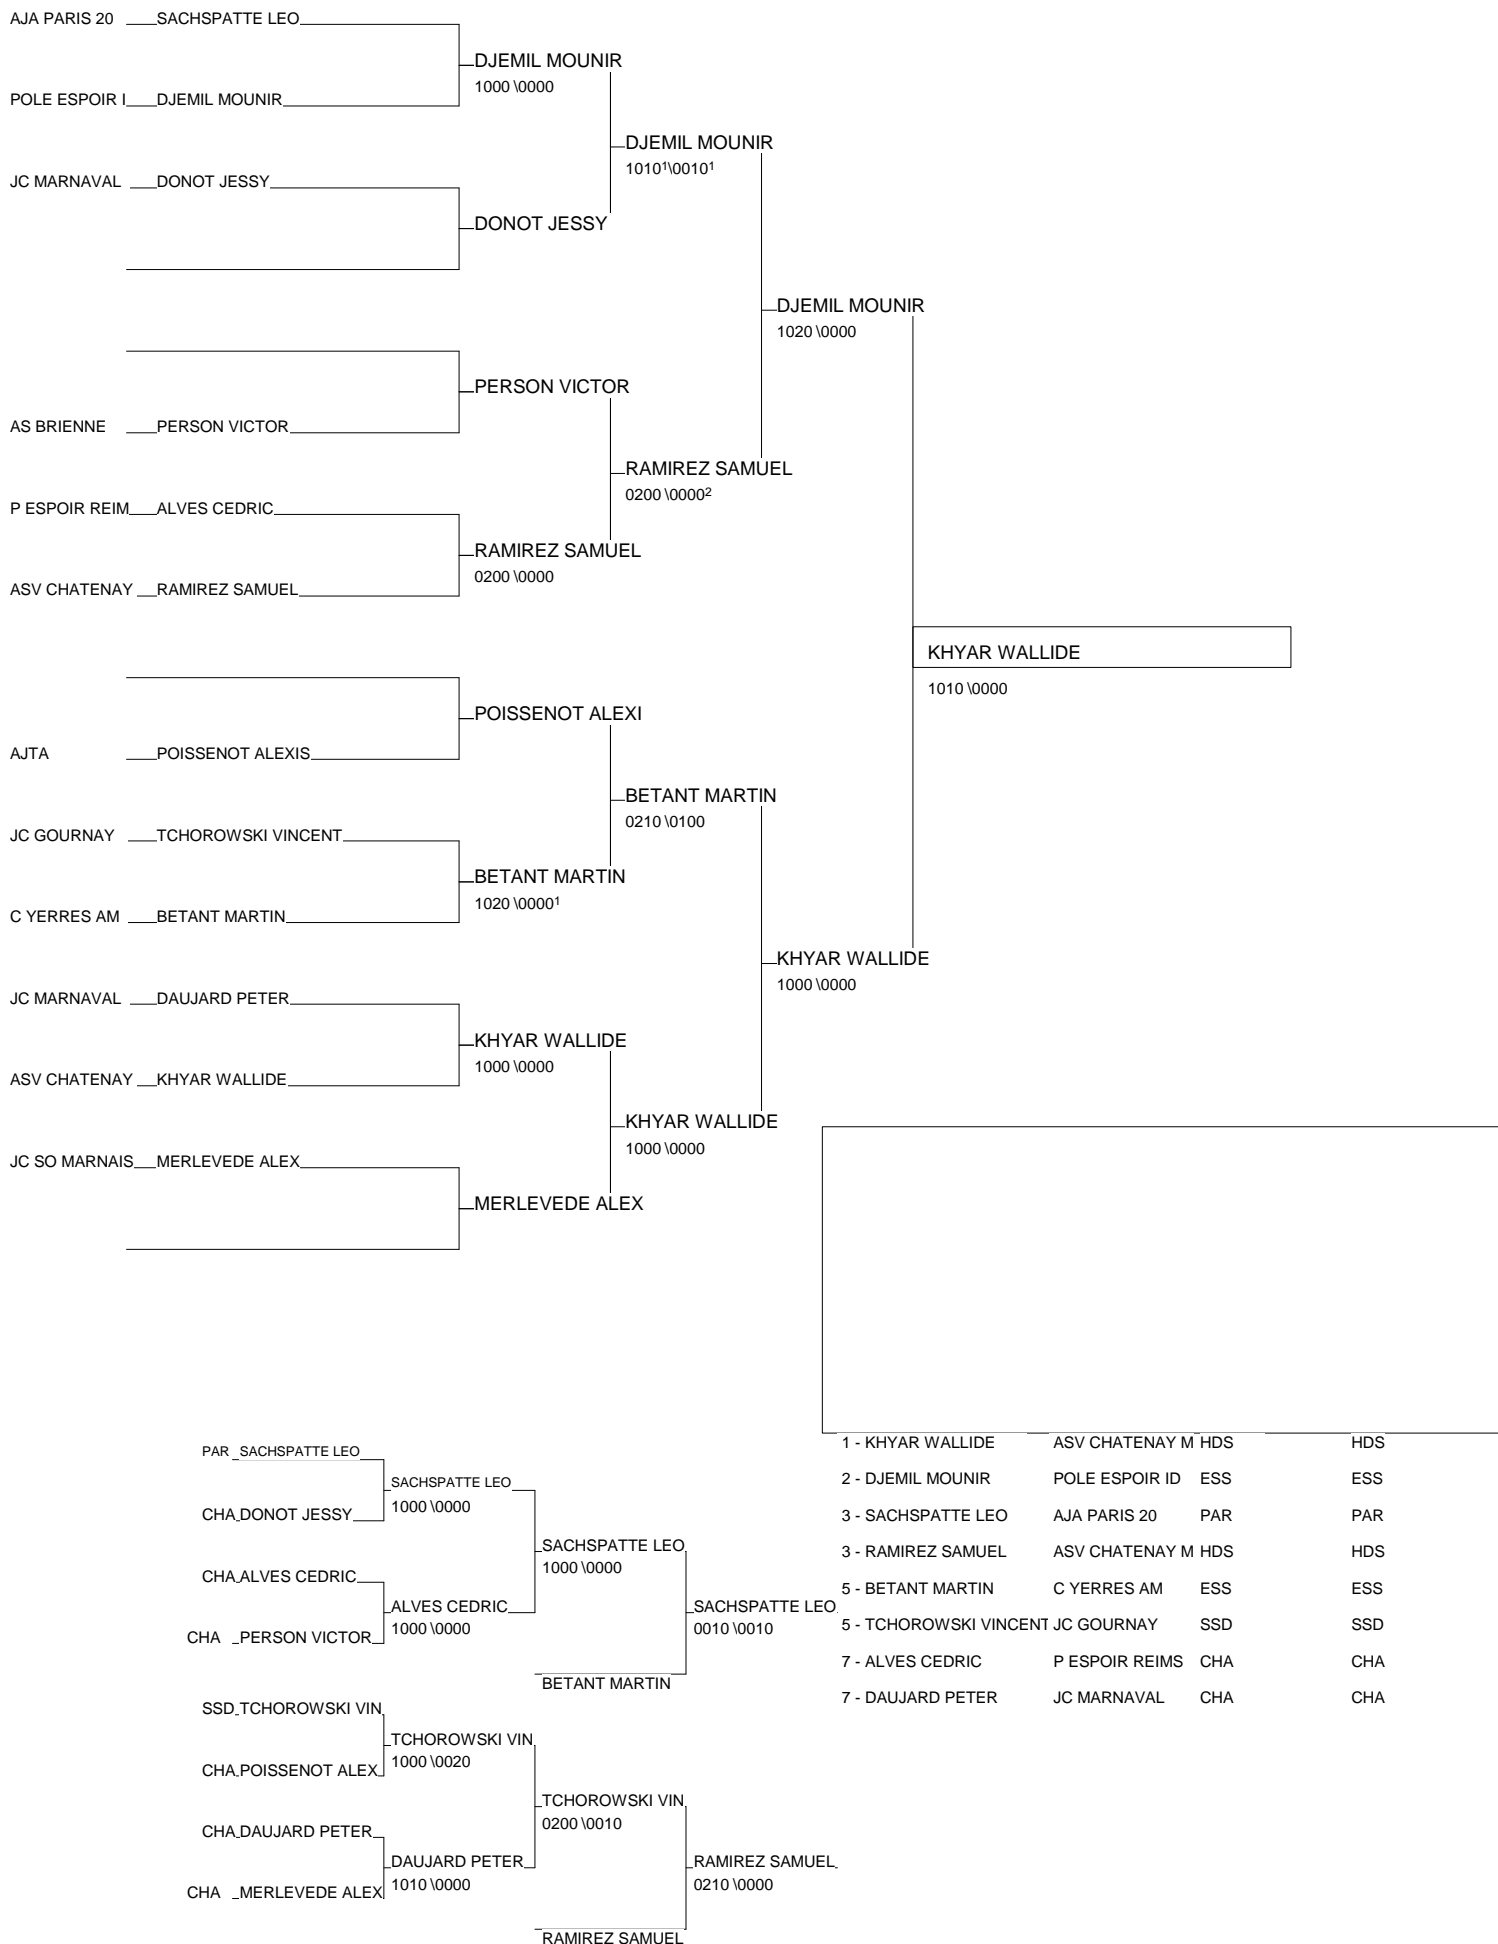 AJA PARIS 20 SACHSPATTE LEO
DJEMIL MOUNIR
1000 \0000
POLE ESPOIR I DJEMIL MOUNIR
DJEMIL MOUNIR
1010¹\0010¹
JC MARNAVAL DONOT JESSY
DONOT JESSY
DJEMIL MOUNIR
1020 \0000
PERSON VICTOR
AS BRIENNE PERSON VICTOR
RAMIREZ SAMUEL
0200 \0000²
P ESPOIR REIM ALVES CEDRIC
RAMIREZ SAMUEL
0200 \0000
ASV CHATENAY RAMIREZ SAMUEL
KHYAR WALLIDE
1010 \0000
POISSENOT ALEXI
AJTA POISSENOT ALEXIS
BETANT MARTIN
0210 \0100
JC GOURNAY TCHOROWSKI VINCENT
BETANT MARTIN
1020 \0000¹
C YERRES AM BETANT MARTIN
KHYAR WALLIDE
1000 \0000
JC MARNAVAL DAUJARD PETER
KHYAR WALLIDE
1000 \0000
ASV CHATENAY KHYAR WALLIDE
KHYAR WALLIDE
1000 \0000
JC SO MARNAIS MERLEVEDE ALEX
MERLEVEDE ALEX
PAR SACHSPATTE LEO
SACHSPATTE LEO
1000 \0000
CHA DONOT JESSY
SACHSPATTE LEO
1000 \0000
CHA ALVES CEDRIC
ALVES CEDRIC
1000 \0000
CHA PERSON VICTOR
SACHSPATTE LEO
0010 \0010
BETANT MARTIN
SSD TCHOROWSKI VIN
TCHOROWSKI VIN
1000 \0020
CHA POISSENOT ALEX
TCHOROWSKI VIN
0200 \0010
CHA DAUJARD PETER
DAUJARD PETER
1010 \0000
CHA MERLEVEDE ALEX
RAMIREZ SAMUEL
0210 \0000
RAMIREZ SAMUEL
1 - KHYAR WALLIDE ASV CHATENAY M HDS HDS
2 - DJEMIL MOUNIR POLE ESPOIR ID ESS ESS
3 - SACHSPATTE LEO AJA PARIS 20 PAR PAR
3 - RAMIREZ SAMUEL ASV CHATENAY M HDS HDS
5 - BETANT MARTIN C YERRES AM ESS ESS
5 - TCHOROWSKI VINCENT JC GOURNAY SSD SSD
7 - ALVES CEDRIC P ESPOIR REIMS CHA CHA
7 - DAUJARD PETER JC MARNAVAL CHA CHA